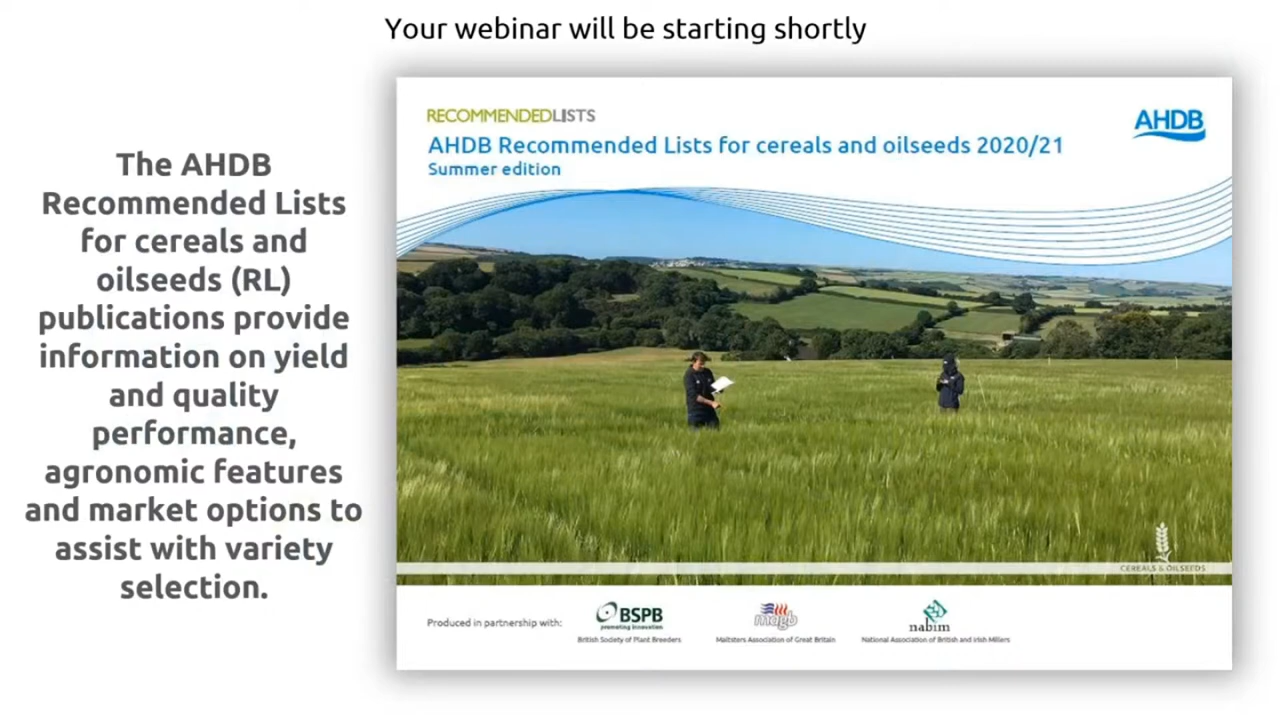 Your webinar will be starting shortly
The AHDB
Recommended Lists
for cereals and
oilseeds (RL)
publications provide
information on yield
and quality
performance,
agronomic features
and market options to
assist with variety
selection.
RECOMMENDEDLISTS
AHDB
AHDB Recommended Lists for cereals and oilseeds 2020/21
Summer edition
CEREALS & OILSEEDS
Produced in partnership with:
BSPB
promoting innovation
British Society of Plant Breeders
magb
Maltsters Association of Great Britain
nabim
National Association of British and Irish Millers